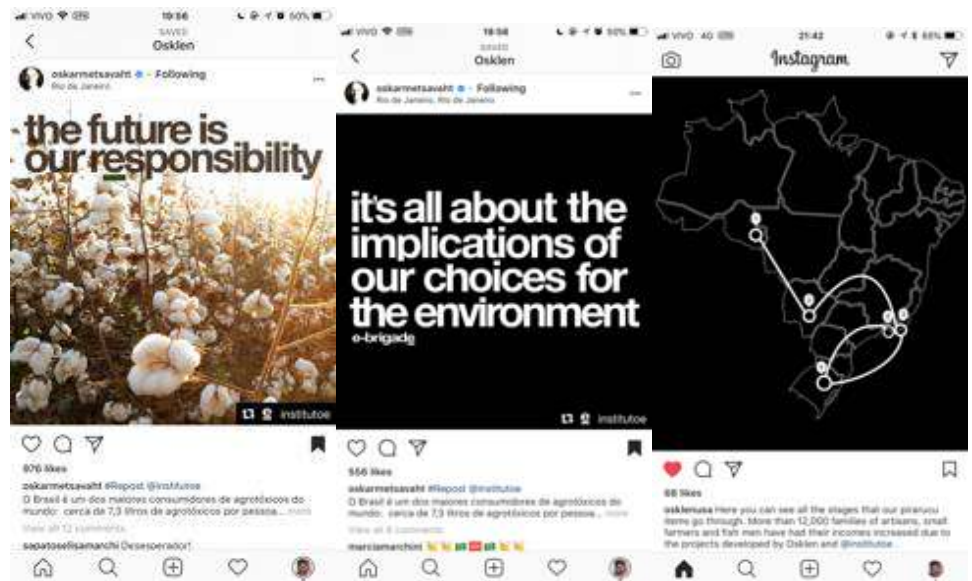 VIVO
19:56
50%
SAVED
Osklen
oskarmetsavaht · Following
Rio de Janeiro
the future is
our responsibility
institutoe
976 likes
oskarmetsavaht #Repost @institutoe
O Brasil é um dos maiores consumidores de agrotóxicos do
mundo: cerca de 7,3 litros de agrotóxicos por pessoa... more
View all 12 comments
sapatoselisamarchi Desesperador!
VIVO
19:56
50%
SAVED
Osklen
oskarmetsavaht · Following
Rio de Janeiro, Rio de Janeiro
it's all about the
implications of
our choices for
the environment
e-brigade
institutoe
556 likes
oskarmetsavaht #Repost @institutoe
O Brasil é um dos maiores consumidores de agrotóxicos do
mundo: cerca de 7,3 litros de agrotóxicos por pessoa... more
View all 8 comments
marciamarchini
VIVO 4G
21:42
Instagram
68 likes
osklenusa Here you can see all the stages that our pirarucu
items go through. More than 12,000 families of artisans, small
farmers and fish men have had their incomes increased due to
the projects developed by Osklen and @institutoe